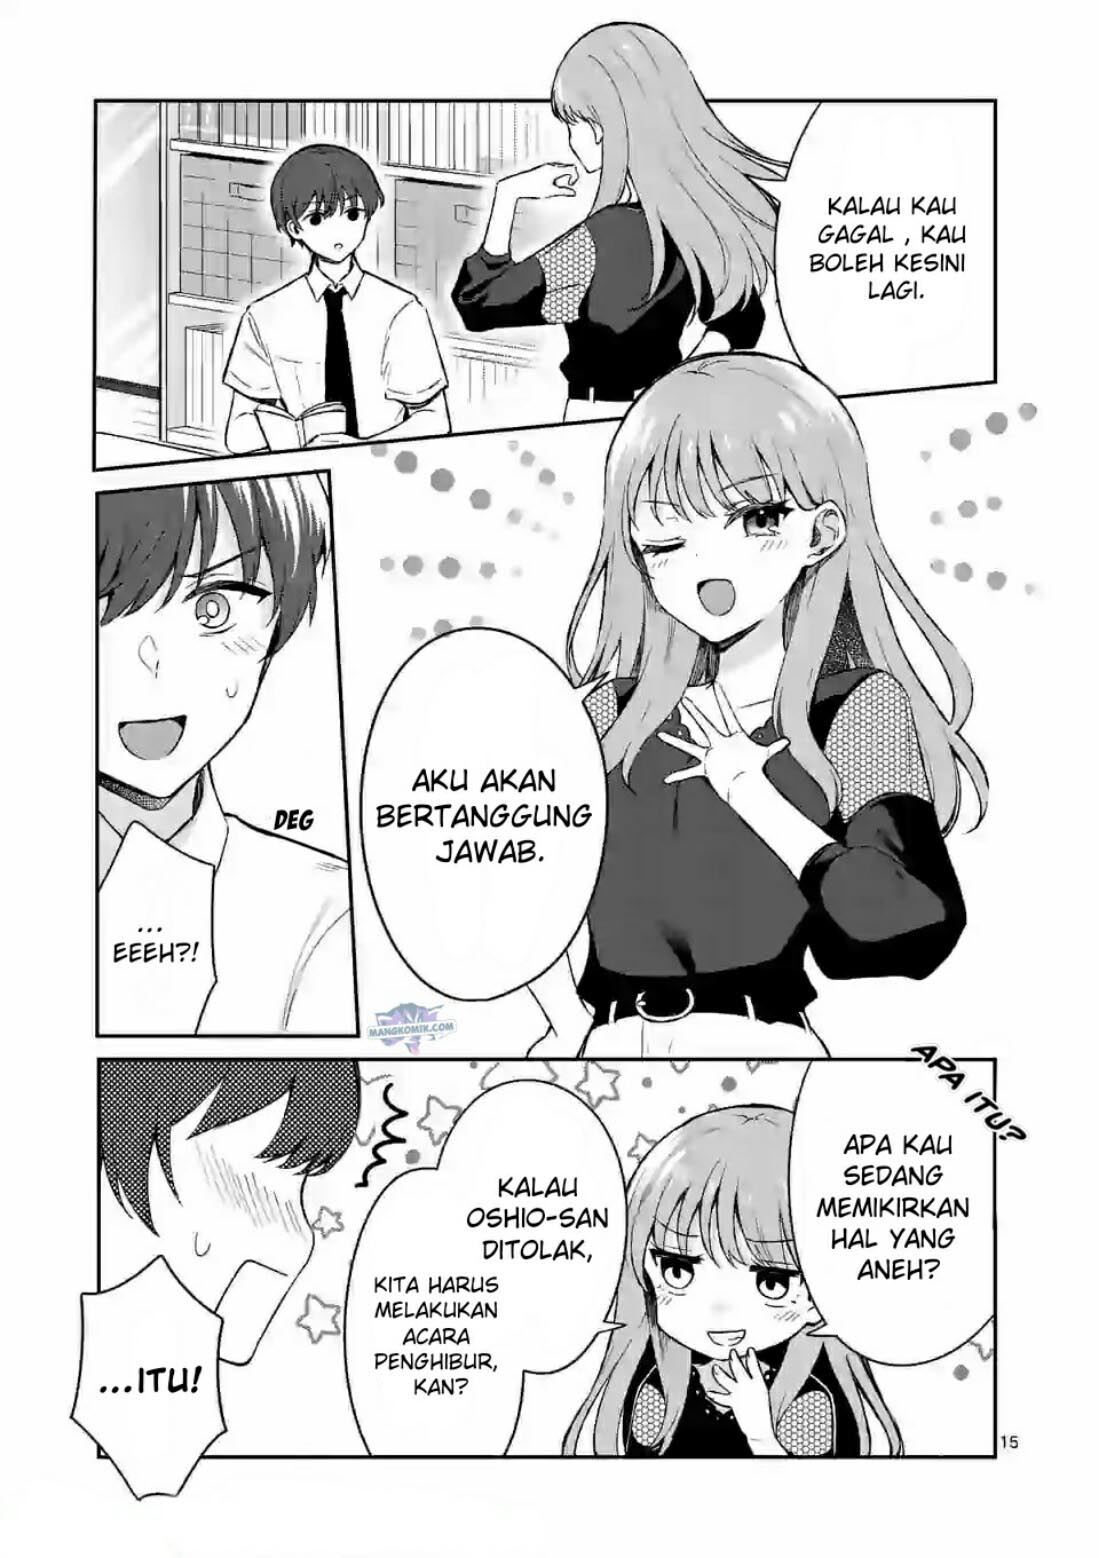 KALAU KAU
GAGAL , KAU
BOLEH KESINI
LAGI.
AKU AKAN
BERTANGGUNG
JAWAB.
DEG
...
EEEH?!
MANGKOMIK.COM
APA ITU?
APA KAU
SEDANG
MEMIKIRKAN
HAL YANG
ANEH?
KALAU
OSHIO-SAN
DITOLAK,
KITA HARUS
MELAKUKAN
ACARA
PENGHIBUR,
KAN?
...ITU!
15